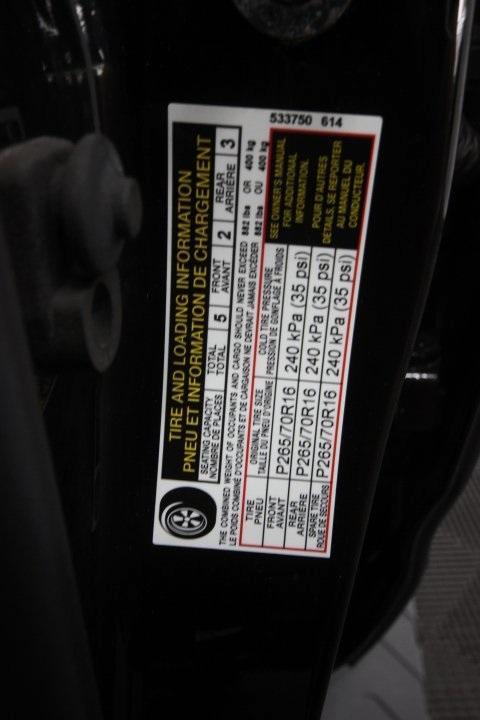 533750 614
TIRE AND LOADING INFORMATION
PNEU ET INFORMATION DE CHARGEMENT
SEATING CAPACITY
NOMBRE DE PLACES
TOTAL
TOTAL
5
FRONT
AVANT
2
REAR
ARRIÈRE
3
THE COMBINED WEIGHT OF OCCUPANTS AND CARGO SHOULD NEVER EXCEED 882 lbs OR 400 kg
LE POIDS COMBINÉ D'OCCUPANTS ET DE CARGAISON NE DEVRAIT JAMAIS EXCÉDER 882 lbs OU 400 kg
TIRE
PNEU
ORIGINAL TIRE SIZE
TAILLE DU PNEU D'ORIGINE
COLD TIRE PRESSURE
PRESSION DE GONFLAGE À FROIDS
FRONT
AVANT
P265/70R16
240 kPa (35 psi)
REAR
ARRIÈRE
P265/70R16
240 kPa (35 psi)
SPARE TIRE
ROUE DE SECOURS
P265/70R16
240 kPa (35 psi)
SEE OWNER'S MANUAL
FOR ADDITIONAL
INFORMATION.
POUR D'AUTRES
DÉTAILS, SE REPORTER
AU MANUEL DU
CONDUCTEUR.